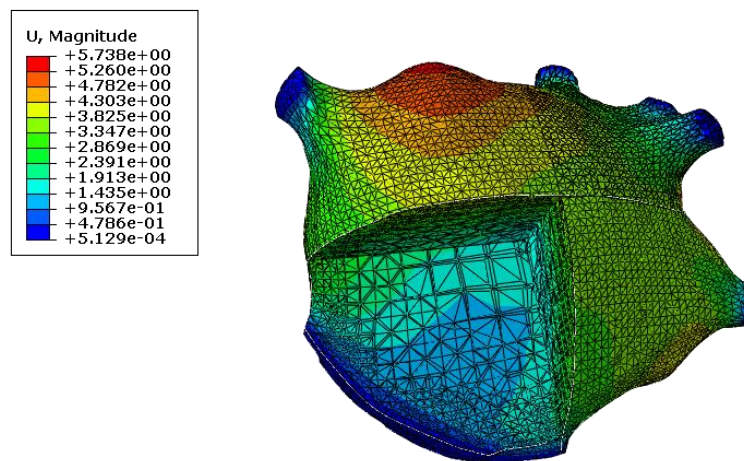 U, Magnitude
+5.738e+00
+5.260e+00
+4.782e+00
+4.303e+00
+3.825e+00
+3.347e+00
+2.869e+00
+2.391e+00
+1.913e+00
+1.435e+00
+9.567e-01
+4.786e-01
+5.129e-04